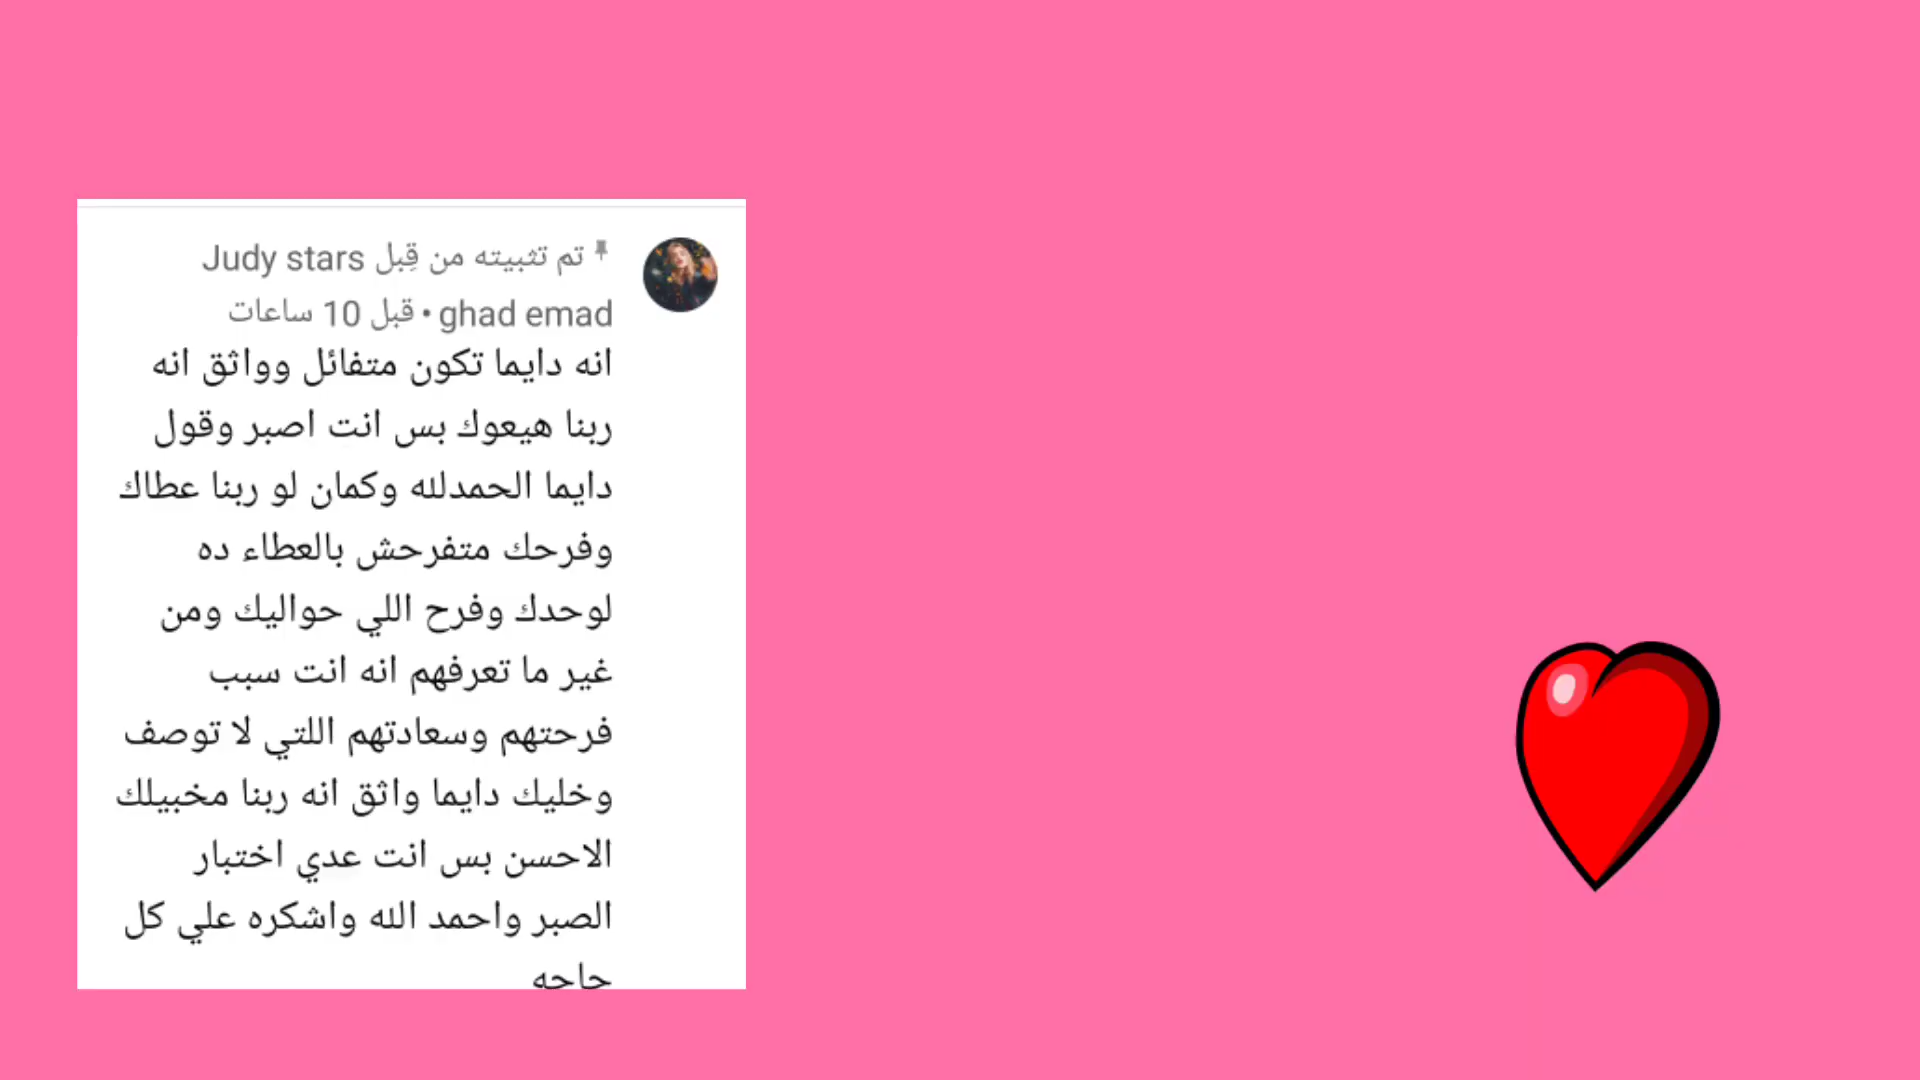 تم تثبيته من قِبل Judy stars
ghad emad • قبل 10 ساعات
انه دايما تكون متفائل وواثق انه
ربنا هيعوك بس انت اصبر وقول
دايما الحمدلله وكمان لو ربنا عطاك
وفرحك متفرحش بالعطاء ده
لوحدك وفرح اللي حواليك ومن
غير ما تعرفهم انه انت سبب
فرحتهم وسعادتهم اللتي لا توصف
وخليك دايما واثق انه ربنا مخبيلك
الاحسن بس انت عدي اختبار
الصبر واحمد الله واشكره علي كل
حاجه